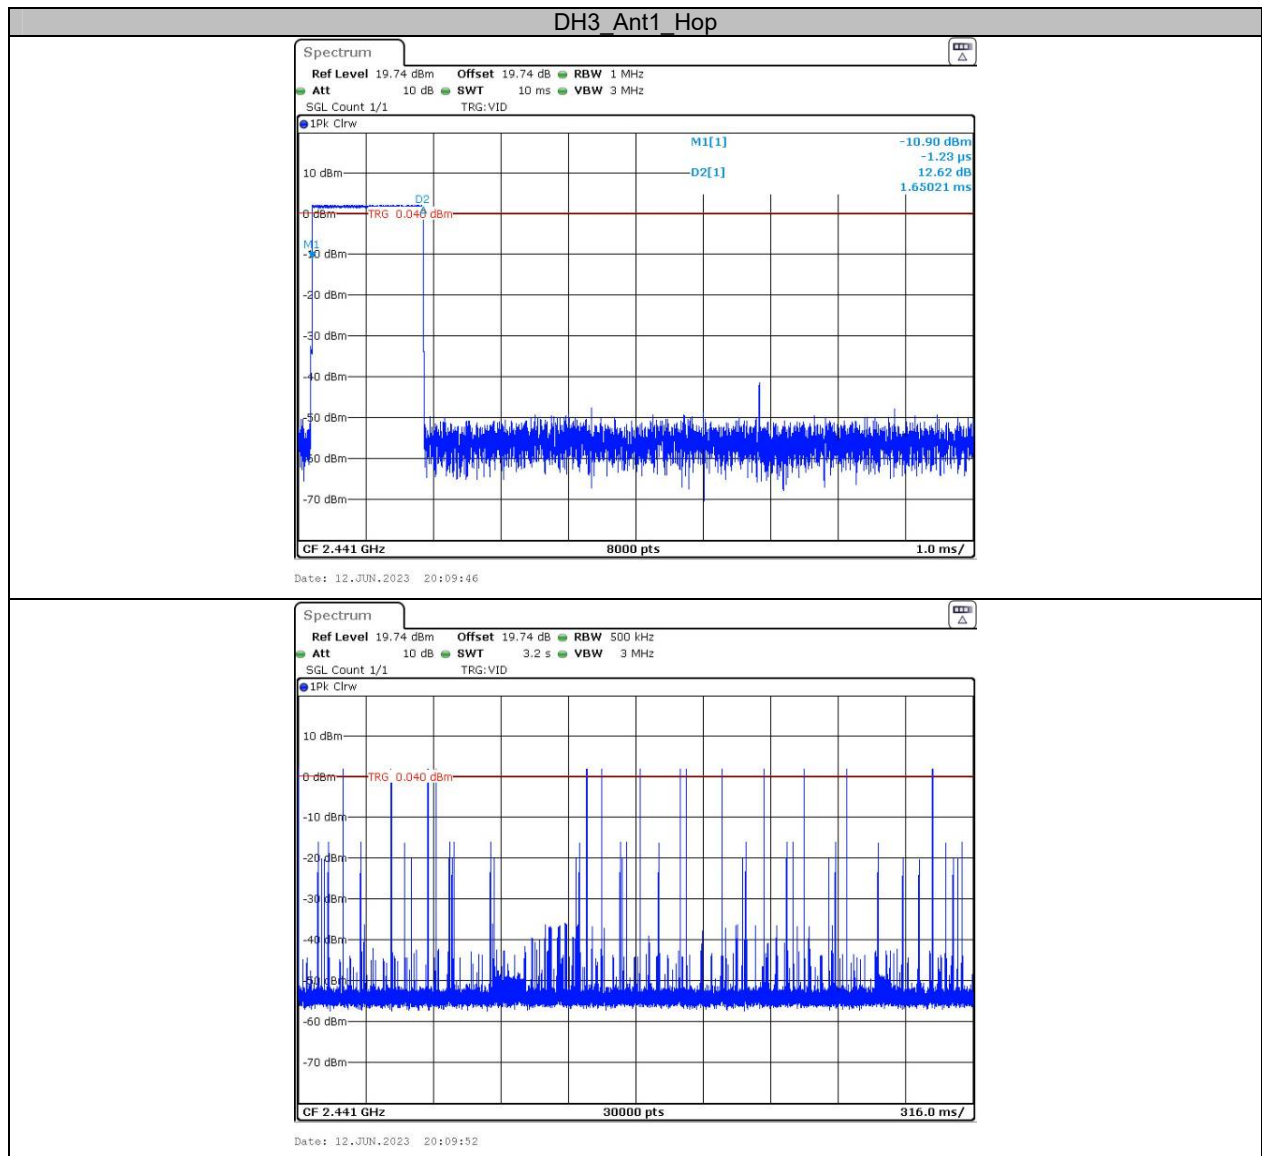 DH3_Ant1_Hop
Spectrum
Ref Level 19.74 dBm Offset 19.74 dB RBW 1 MHz
Att 10 dB SWT 10 ms VBW 3 MHz
SGL Count 1/1 TRG:VID
1Pk Clrw
M1[1] -10.90 dBm
-1.23 µs
D2[1] 12.62 dB
1.65021 ms
10 dBm
D2
0 dBm TRG 0.040 dBm
M1
-10 dBm
-20 dBm
-30 dBm
-40 dBm
-50 dBm
-60 dBm
-70 dBm
CF 2.441 GHz 8000 pts 1.0 ms/
Date: 12.JUN.2023 20:09:46
Spectrum
Ref Level 19.74 dBm Offset 19.74 dB RBW 500 kHz
Att 10 dB SWT 3.2 s VBW 3 MHz
SGL Count 1/1 TRG:VID
1Pk Clrw
10 dBm
0 dBm TRG 0.040 dBm
-10 dBm
-20 dBm
-30 dBm
-40 dBm
-50 dBm
-60 dBm
-70 dBm
CF 2.441 GHz 30000 pts 316.0 ms/
Date: 12.JUN.2023 20:09:52